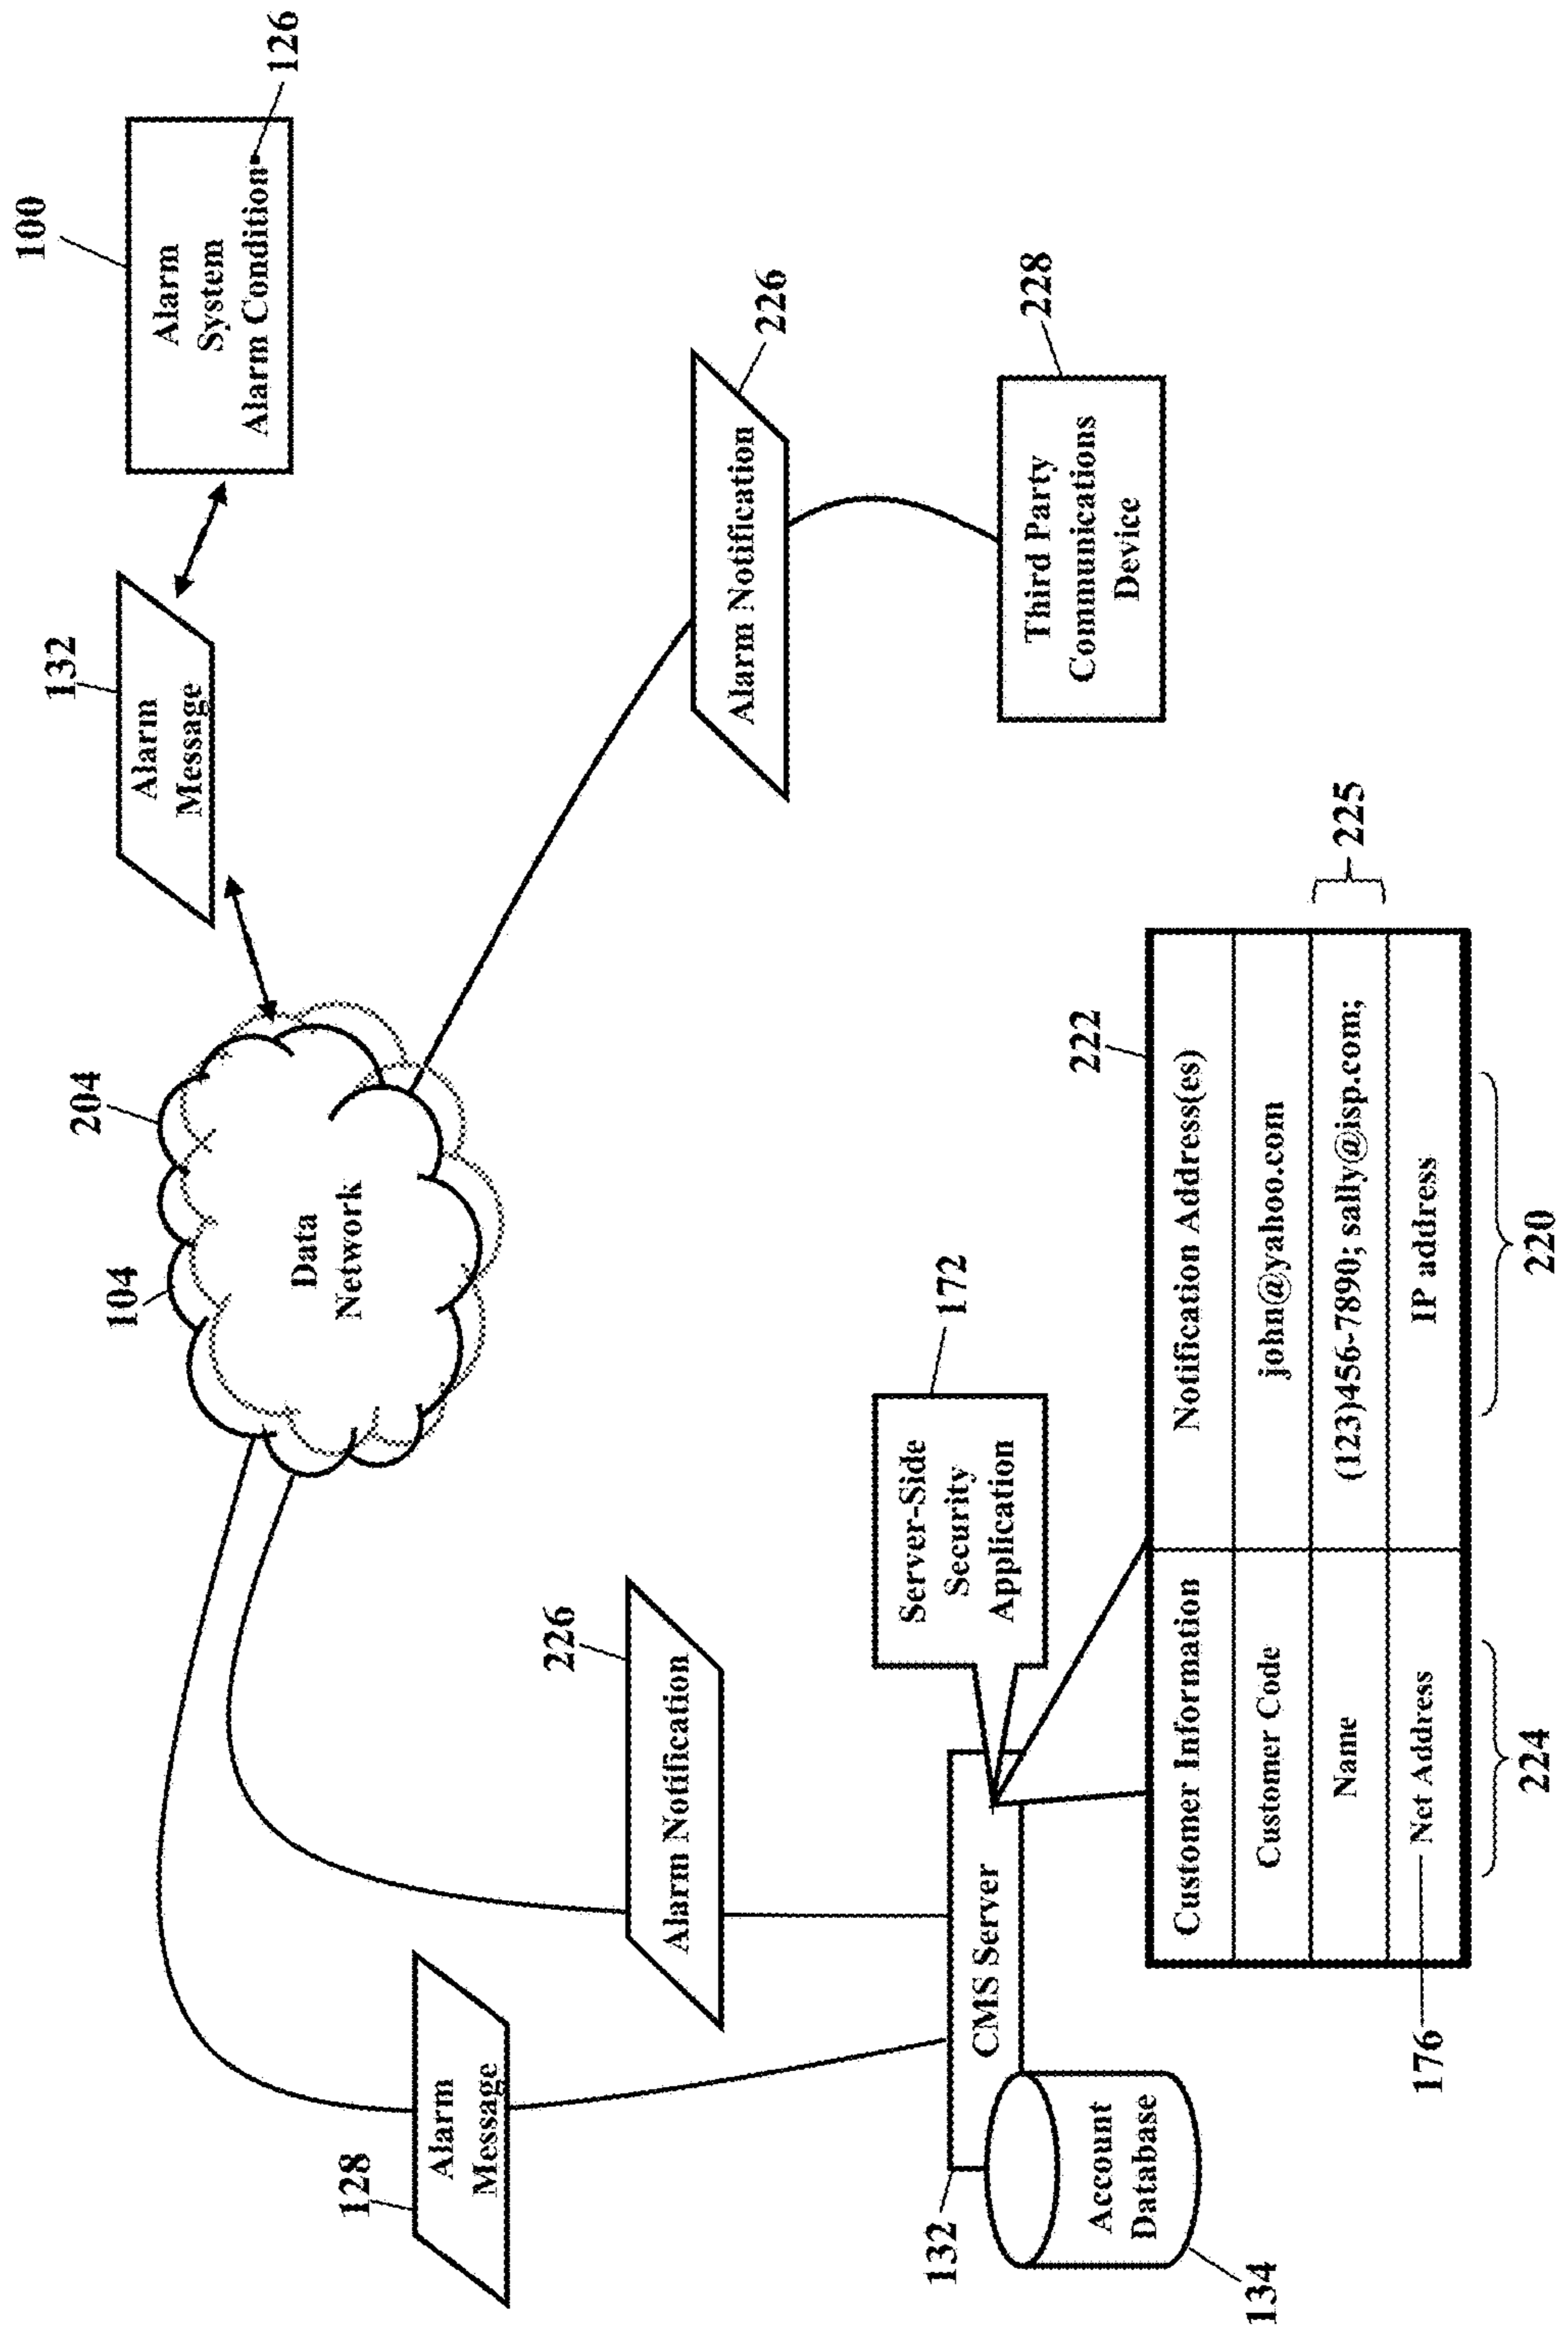 100
Alarm
System
Alarm Condition
126
132
Alarm
Message
204
104
Data
Network
226
Alarm Notification
228
Third Party
Communications
Device
128
Alarm
Message
226
Alarm Notification
172
Server-Side
Security
Application
CMS Server
132
Account
Database
134
222
225
Customer Information
Notification Address(es)
Customer Code
john@yahoo.com
Name
(123)456-7890; sally@isp.com;
Net Address
IP address
176
224
220